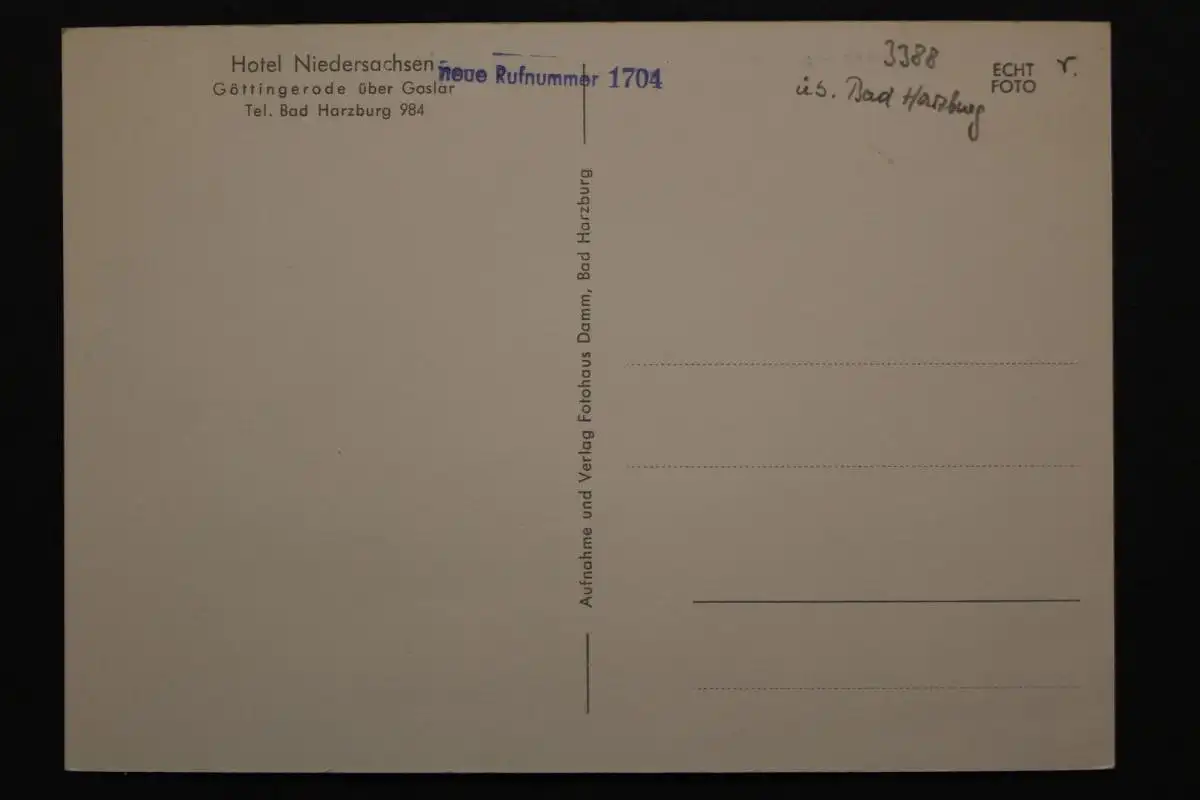 Hotel Niedersachsen
Göttingerode über Goslar
Tel. Bad Harzburg 984
neue Rufnummer 1704
3388
üs. Bad Harzburg
ECHT
FOTO
r.
Aufnahme und Verlag Fotohaus Damm, Bad Harzburg